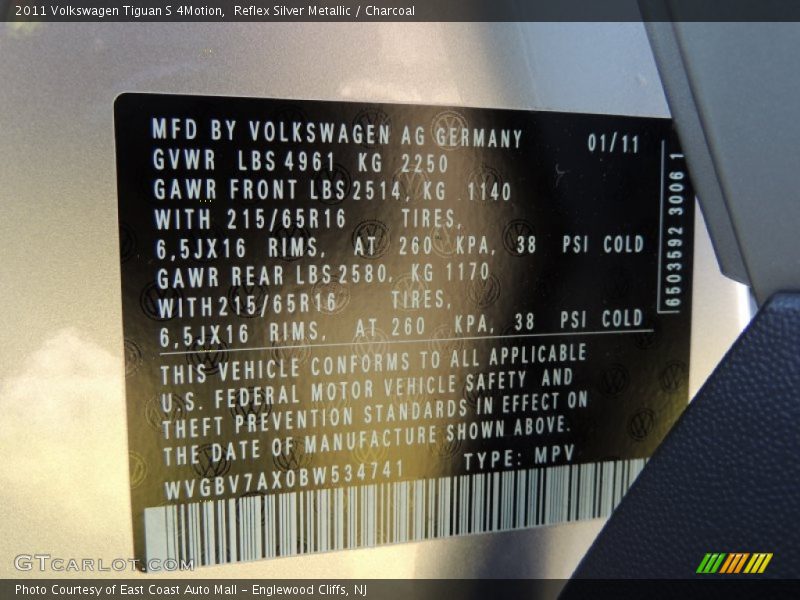 2011 Volkswagen Tiguan S 4Motion,  Reflex Silver Metallic / Charcoal
MFD BY VOLKSWAGEN AG GERMANY 01/11
GVWR LBS 4961 KG 2250
GAWR FRONT LBS 2514, KG 1140
WITH 215/65R16 TIRES,
6,5JX16 RIMS, AT 260 KPA, 38 PSI COLD
GAWR REAR LBS 2580, KG 1170
WITH 215/65R16 TIRES,
6,5JX16 RIMS, AT 260 KPA, 38 PSI COLD
6503592 30061
THIS VEHICLE CONFORMS TO ALL APPLICABLE
U.S. FEDERAL MOTOR VEHICLE SAFETY AND
THEFT PREVENTION STANDARDS IN EFFECT ON
THE DATE OF MANUFACTURE SHOWN ABOVE.
WVGBV7AX0BW534741 TYPE: MPV
GTcarlot.com
Photo Courtesy of East Coast Auto Mall - Englewood Cliffs, NJ